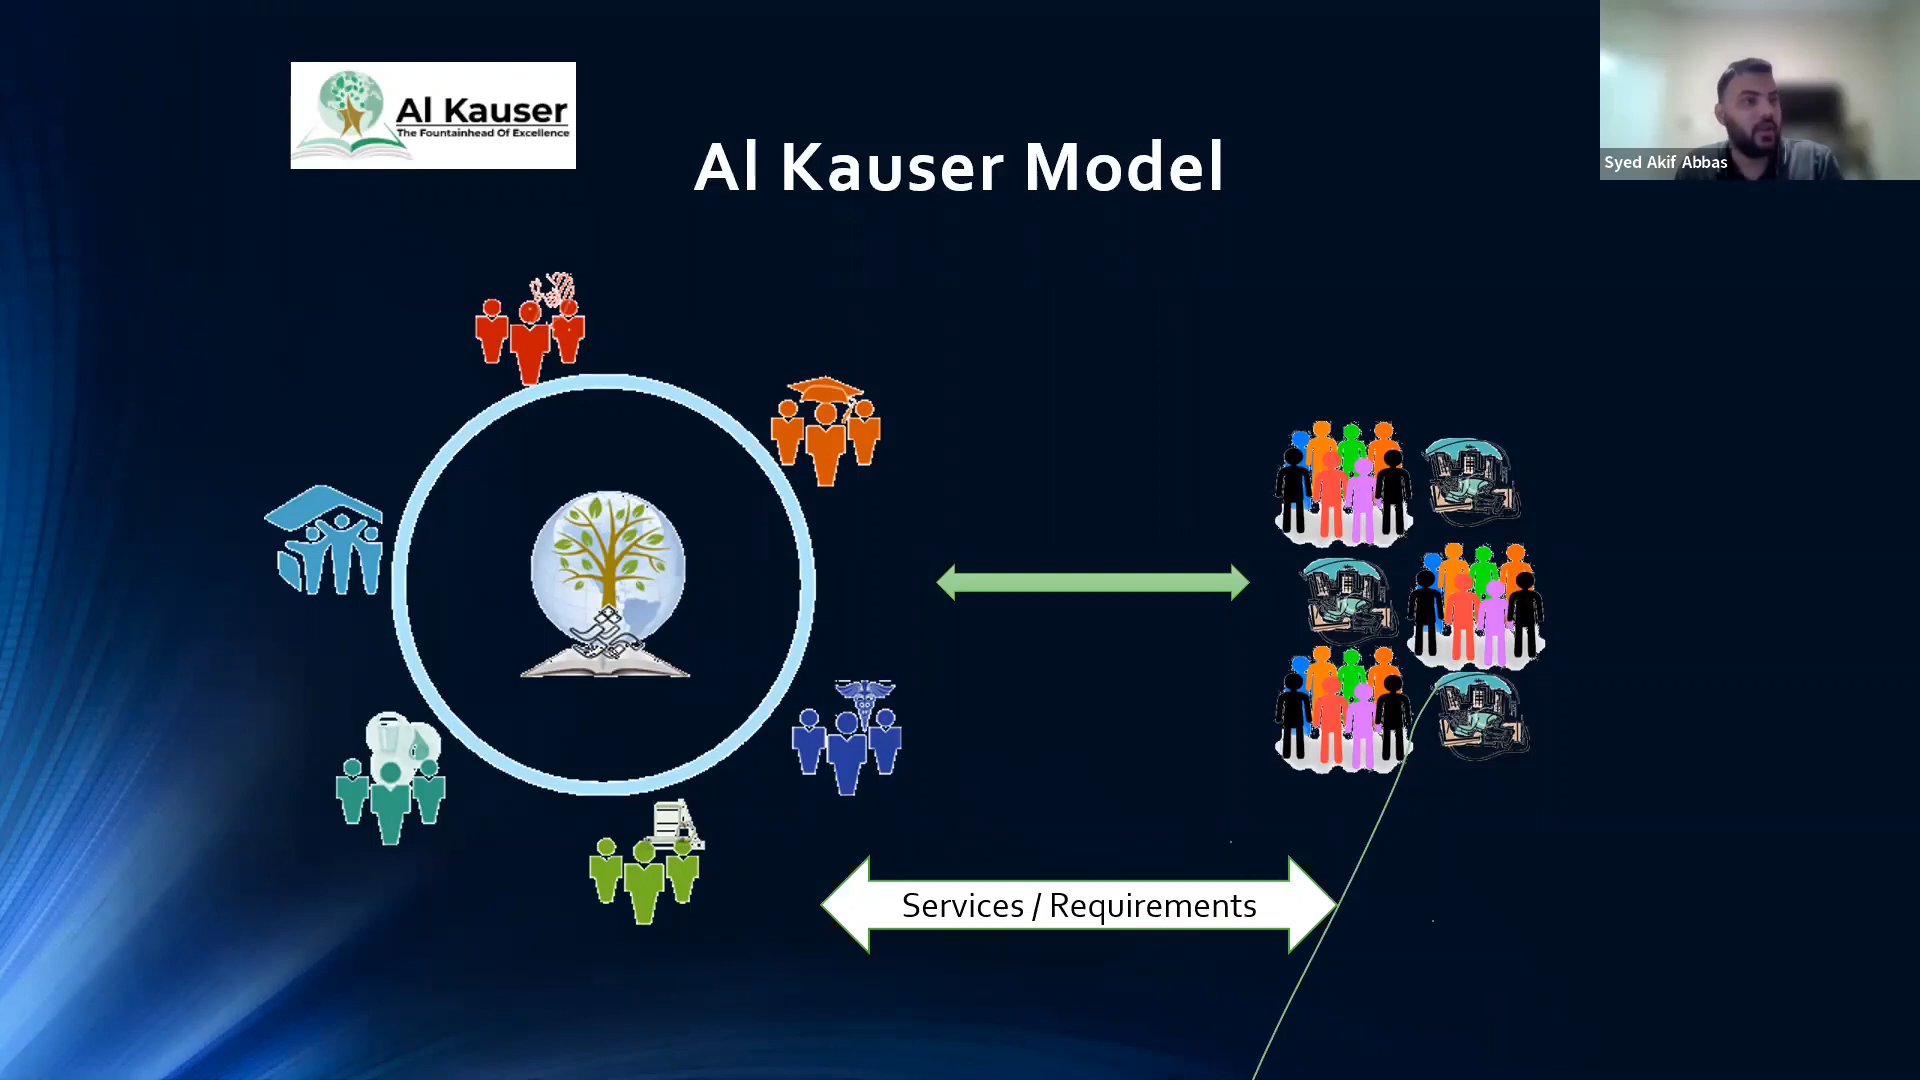 Al Kauser
The Fountainhead Of Excellence
Al Kauser Model
Syed Akif Abbas
Services / Requirements